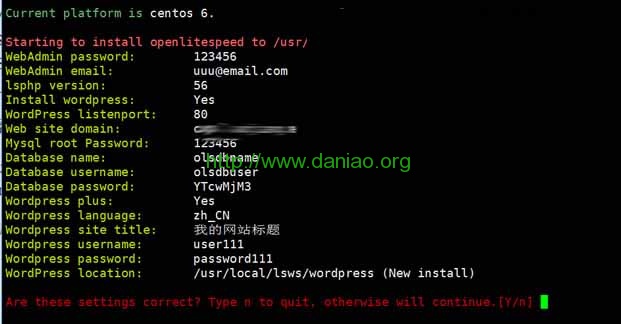 Current platform is centos 6.
Starting to install openlitespeed to /usr/
WebAdmin password: 123456
WebAdmin email: uuu@email.com
lsphp version: 56
Install wordpress: Yes
WordPress listenport: 80
Web site domain:
Mysql root Password: 123456
Database name: olsdbname
http://www.daniao.org
Database username: olsdbuser
Database password: YTcwMjM3
Wordpress plus: Yes
Wordpress language: zh_CN
Wordpress site title: 我的网站标题
Wordpress username: user111
Wordpress password: password111
WordPress location: /usr/local/lsws/wordpress (New install)
Are these settings correct? Type n to quit, otherwise will continue.[Y/n]